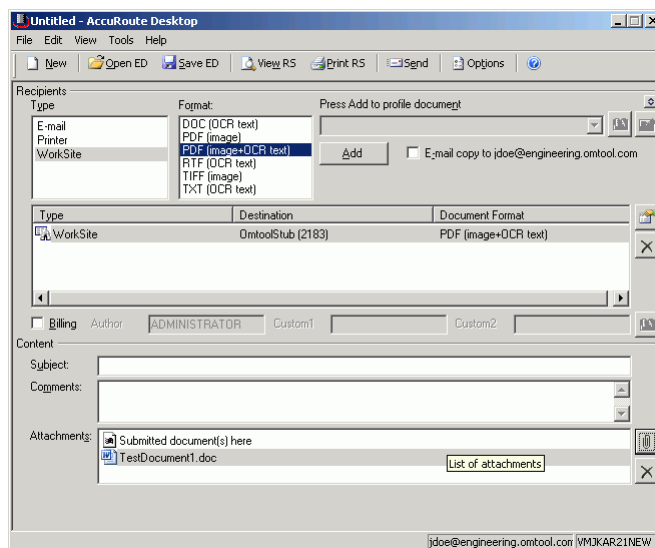 Untitled - AccuRoute Desktop
File Edit View Tools Help
New Open ED Save ED View RS Print RS Send Options
Recipients
Type Format: Press Add to profile document
E-mail
Printer
WorkSite
DOC (OCR text)
PDF (image)
PDF (image+OCR text)
RTF (OCR text)
TIFF (image)
TXT (OCR text)
Add E-mail copy to jdoe@engineering.omtool.com
Type Destination Document Format
WorkSite OmtoolStub (2183) PDF (image+OCR text)
Billing Author ADMINISTRATOR Custom1 Custom2
Content
Subject:
Comments:
Attachments: Submitted document(s) here
TestDocument1.doc
List of attachments
jdoe@engineering.omtool.com VMJKAR21NEW